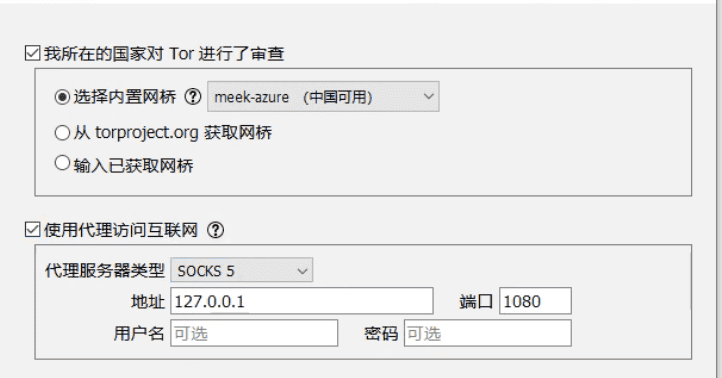 我所在的国家对 Tor 进行了审查
选择内置网桥 ? meek-azure (中国可用)
从 torproject.org 获取网桥
输入已获取网桥
使用代理访问互联网 ?
代理服务器类型 SOCKS 5
地址 127.0.0.1 端口 1080
用户名 可选 密码 可选